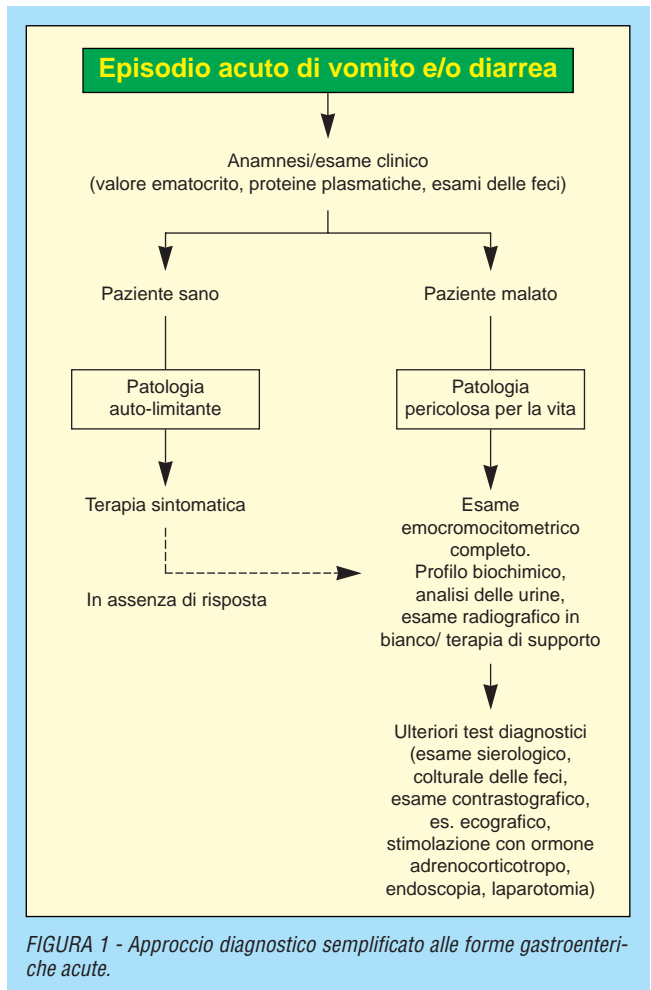 Episodio acuto di vomito e/o diarrea
Anamnesi/esame clinico
(valore ematocrito, proteine plasmatiche, esami delle feci)
Paziente sano
Paziente malato
Patologia
auto-limitante
Patologia
pericolosa per la vita
Terapia sintomatica
In assenza di risposta
Esame
emocromocitometrico
completo.
Profilo biochimico,
analisi delle urine,
esame radiografico in
bianco/ terapia di supporto
Ulteriori test diagnostici
(esame sierologico,
colturale delle feci,
esame contrastografico,
es. ecografico,
stimolazione con ormone
adrenocorticotropo,
endoscopia, laparotomia)
FIGURA 1 - Approccio diagnostico semplificato alle forme gastroenteri-
che acute.